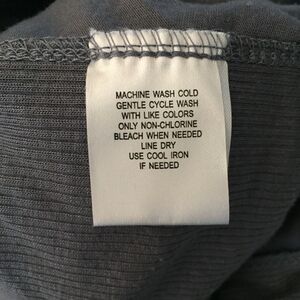 MACHINE WASH COLD
GENTLE CYCLE WASH
WITH LIKE COLORS
ONLY NON-CHLORINE
BLEACH WHEN NEEDED
LINE DRY
USE COOL IRON
IF NEEDED